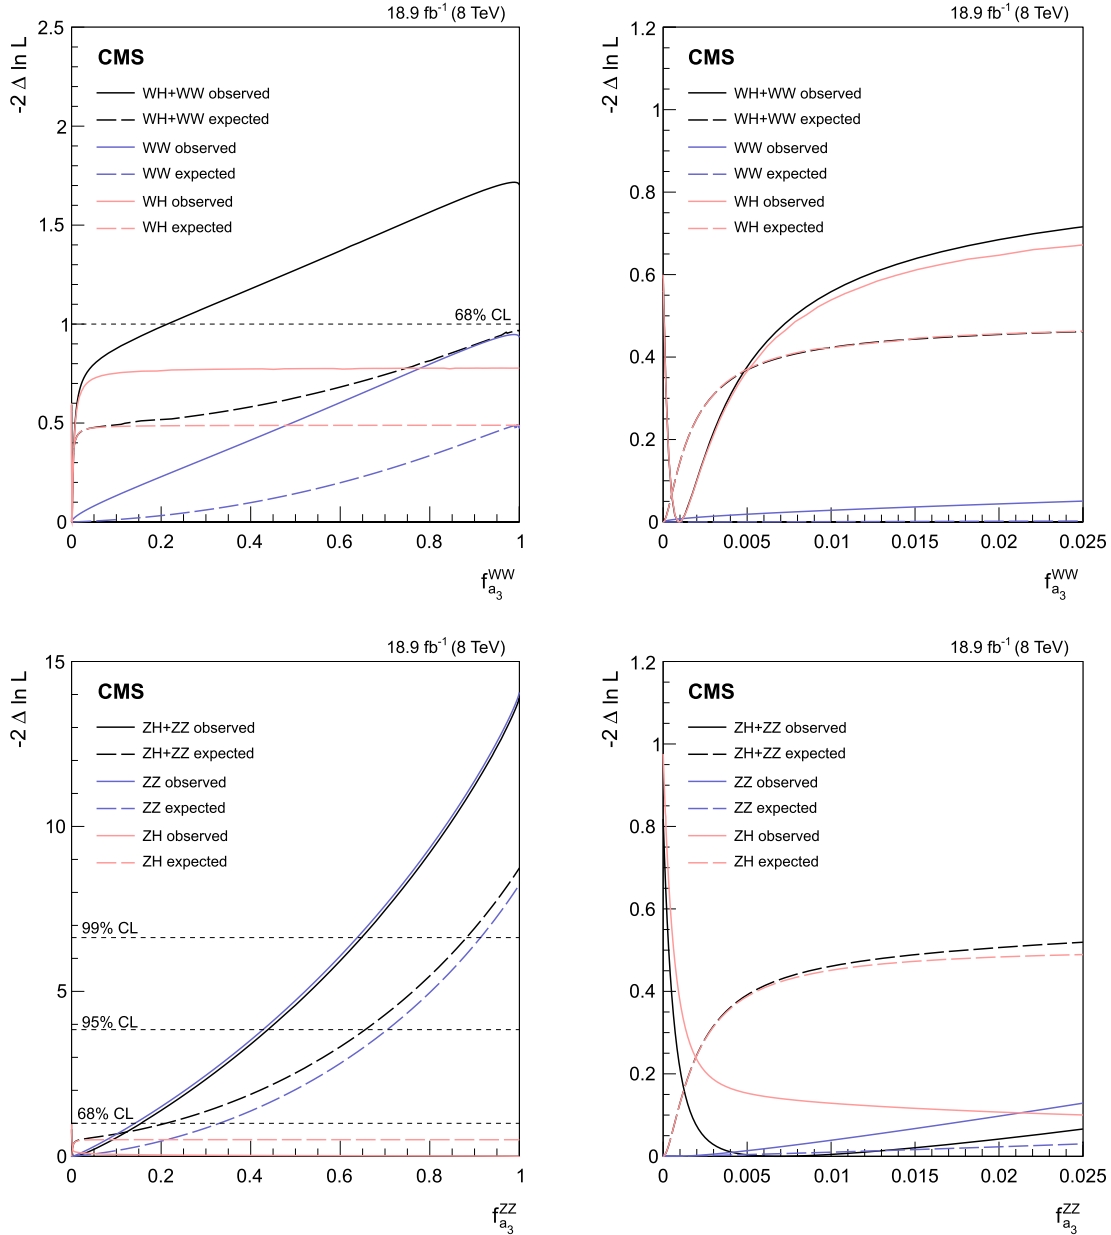 18.9 fb⁻¹ (8 TeV)
-2 Δ ln L
2.5
2
1.5
1
0.5
0
CMS
WH+WW observed
WH+WW expected
WW observed
WW expected
WH observed
WH expected
68% CL
0 0.2 0.4 0.6 0.8 1
f_{a_3}^{WW}
18.9 fb⁻¹ (8 TeV)
-2 Δ ln L
1.2
1
0.8
0.6
0.4
0.2
0
CMS
WH+WW observed
WH+WW expected
WW observed
WW expected
WH observed
WH expected
0 0.005 0.01 0.015 0.02 0.025
f_{a_3}^{WW}
18.9 fb⁻¹ (8 TeV)
-2 Δ ln L
15
10
5
0
CMS
ZH+ZZ observed
ZH+ZZ expected
ZZ observed
ZZ expected
ZH observed
ZH expected
99% CL
95% CL
68% CL
0 0.2 0.4 0.6 0.8 1
f_{a_3}^{ZZ}
18.9 fb⁻¹ (8 TeV)
-2 Δ ln L
1.2
1
0.8
0.6
0.4
0.2
0
CMS
ZH+ZZ observed
ZH+ZZ expected
ZZ observed
ZZ expected
ZH observed
ZH expected
0 0.005 0.01 0.015 0.02 0.025
f_{a_3}^{ZZ}